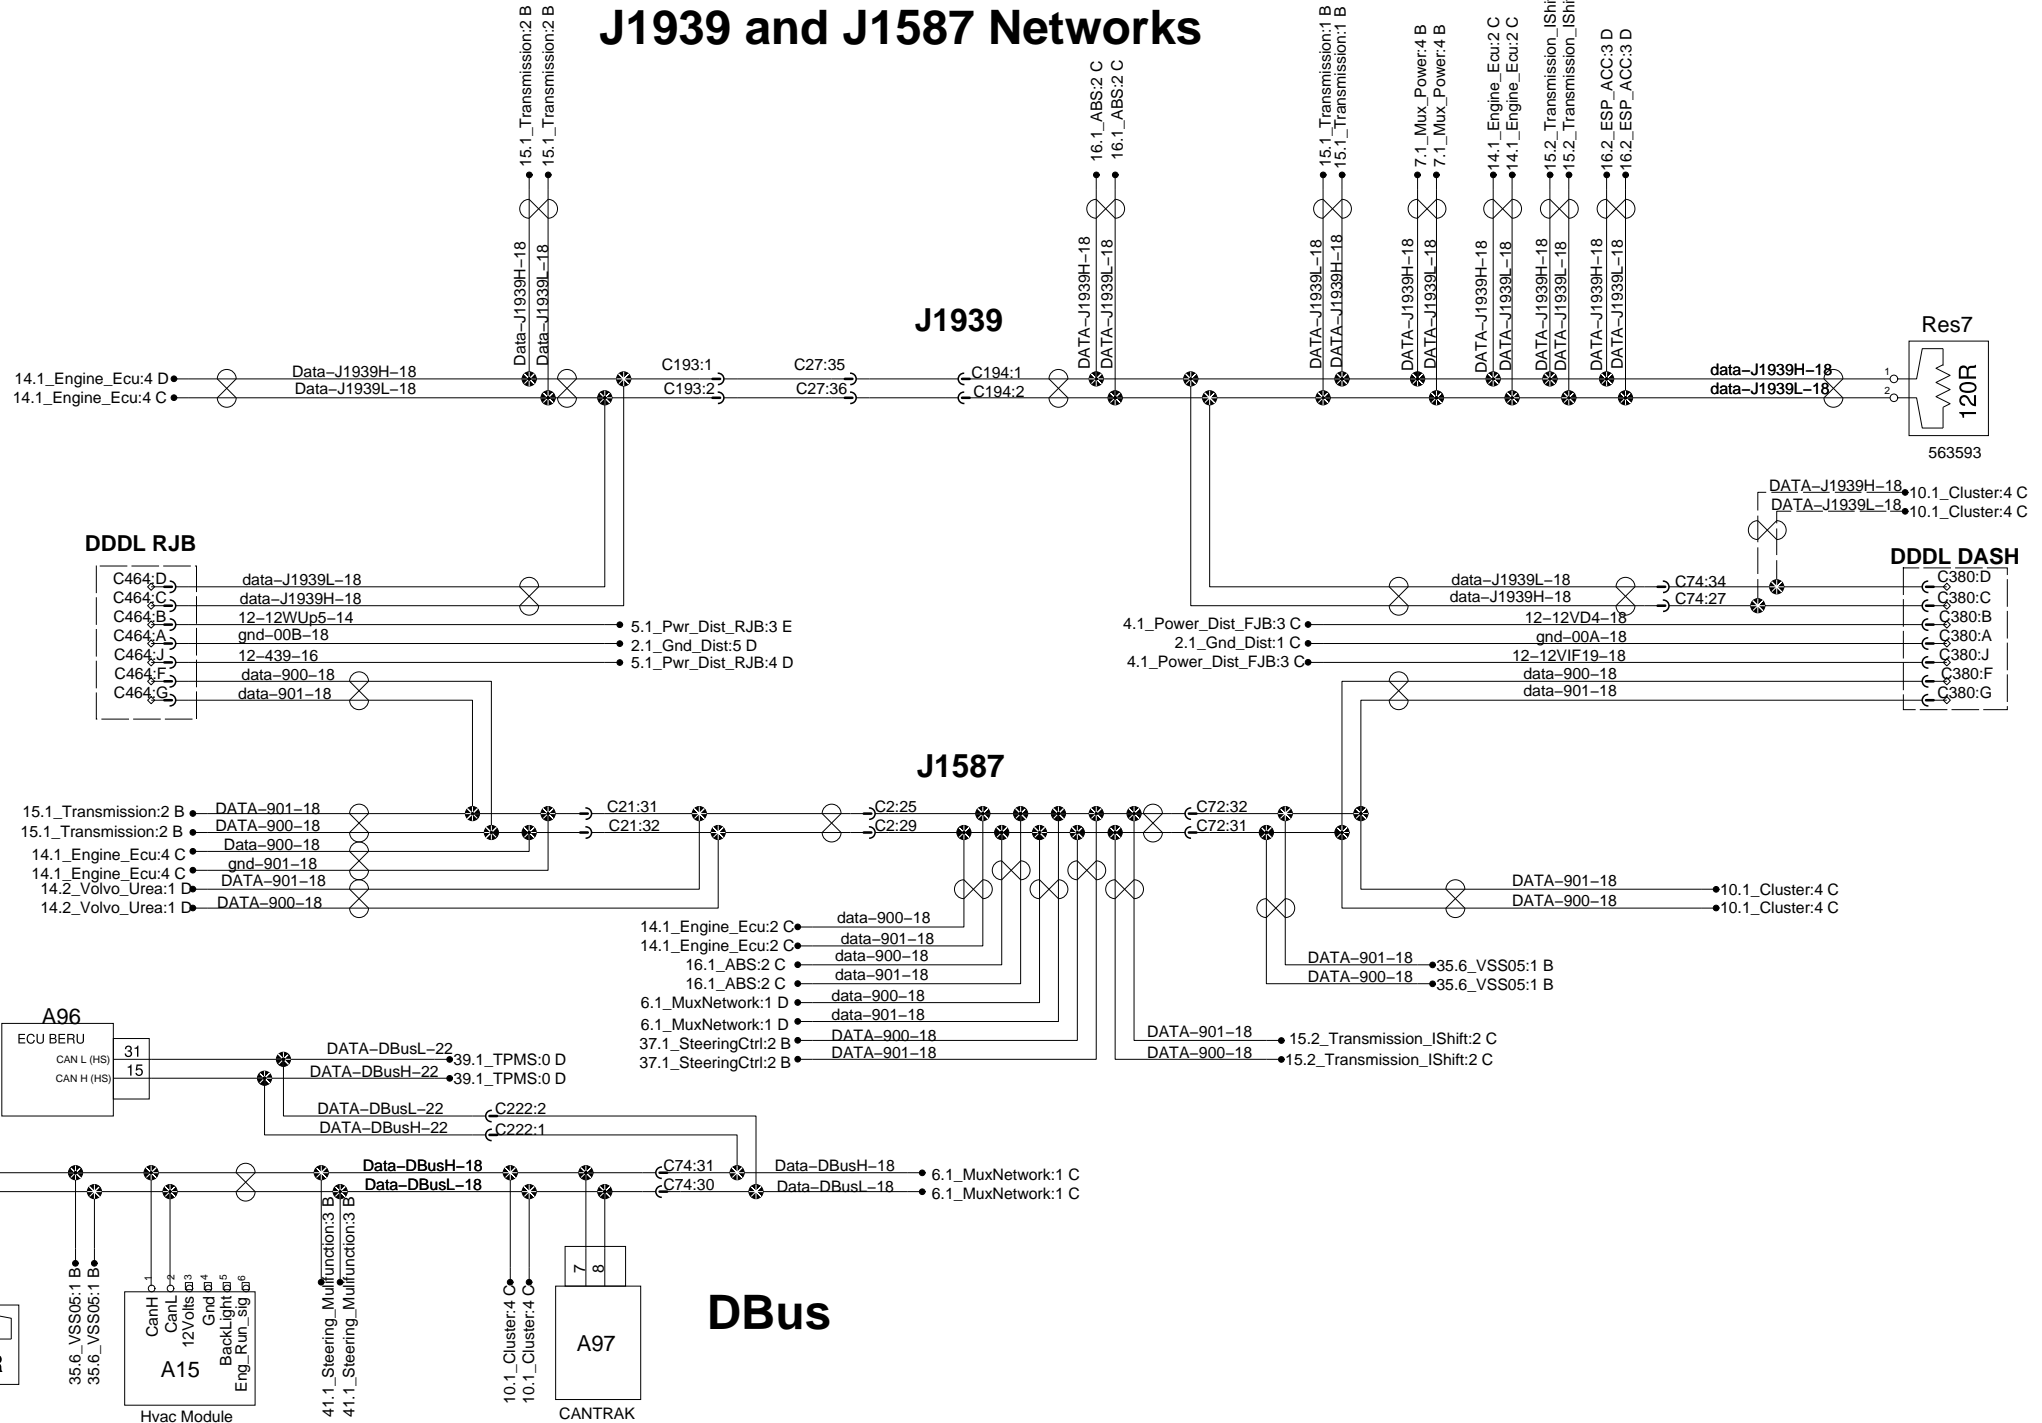 J1939 and J1587 Networks
15.1_Transmission:2 B
15.1_Transmission:2 B
16.1_ABS:2 C
16.1_ABS:2 C
15.1_Transmission:1 B
15.1_Transmission:1 B
7.1_Mux_Power:4 B
7.1_Mux_Power:4 B
14.1_Engine_Ecu:2 C
14.1_Engine_Ecu:2 C
15.2_Transmission_IShi
15.2_Transmission_IShi
16.2_ESP_ACC:3 D
16.2_ESP_ACC:3 D
Data-J1939H-18
Data-J1939L-18
DATA-J1939H-18
DATA-J1939L-18
DATA-J1939L-18
DATA-J1939H-18
DATA-J1939H-18
DATA-J1939L-18
DATA-J1939H-18
DATA-J1939L-18
DATA-J1939H-18
DATA-J1939L-18
DATA-J1939H-18
DATA-J1939L-18
J1939
Res7
14.1_Engine_Ecu:4 D
Data-J1939H-18
C193:1
C27:35
C194:1
data-J1939H-18
1
14.1_Engine_Ecu:4 C
Data-J1939L-18
C193:2
C27:36
C194:2
data-J1939L-18
2
120R
563593
DATA-J1939H-18
10.1_Cluster:4 C
DATA-J1939L-18
10.1_Cluster:4 C
DDDL RJB
C464:D
data-J1939L-18
C464:C
data-J1939H-18
C464:B
12-12WUp5-14
5.1_Pwr_Dist_RJB:3 E
C464:A
gnd-00B-18
2.1_Gnd_Dist:5 D
C464:J
12-439-16
5.1_Pwr_Dist_RJB:4 D
C464:F
data-900-18
C464:G
data-901-18
DDDL DASH
data-J1939L-18
C74:34
C380:D
data-J1939H-18
C74:27
C380:C
4.1_Power_Dist_FJB:3 C
12-12VD4-18
C380:B
2.1_Gnd_Dist:1 C
gnd-00A-18
C380:A
4.1_Power_Dist_FJB:3 C
12-12VIF19-18
C380:J
data-900-18
C380:F
data-901-18
C380:G
J1587
15.1_Transmission:2 B
DATA-901-18
C21:31
C2:25
C72:32
15.1_Transmission:2 B
DATA-900-18
C21:32
C2:29
C72:31
14.1_Engine_Ecu:4 C
Data-900-18
14.1_Engine_Ecu:4 C
gnd-901-18
14.2_Volvo_Urea:1 D
DATA-901-18
14.2_Volvo_Urea:1 D
DATA-900-18
DATA-901-18
10.1_Cluster:4 C
DATA-900-18
10.1_Cluster:4 C
14.1_Engine_Ecu:2 C
data-900-18
14.1_Engine_Ecu:2 C
data-901-18
16.1_ABS:2 C
data-900-18
16.1_ABS:2 C
data-901-18
6.1_MuxNetwork:1 D
data-900-18
6.1_MuxNetwork:1 D
data-901-18
37.1_SteeringCtrl:2 B
DATA-900-18
37.1_SteeringCtrl:2 B
DATA-901-18
DATA-901-18
35.6_VSS05:1 B
DATA-900-18
35.6_VSS05:1 B
DATA-901-18
15.2_Transmission_IShift:2 C
DATA-900-18
15.2_Transmission_IShift:2 C
A96
ECU BERU
CAN L (HS)
31
DATA-DBusL-22
39.1_TPMS:0 D
CAN H (HS)
15
DATA-DBusH-22
39.1_TPMS:0 D
DATA-DBusL-22
C222:2
DATA-DBusH-22
C222:1
Data-DBusH-18
C74:31
Data-DBusH-18
6.1_MuxNetwork:1 C
Data-DBusL-18
C74:30
Data-DBusL-18
6.1_MuxNetwork:1 C
35.6_VSS05:1 B
35.6_VSS05:1 B
1
2
3
4
5
6
CanH
CanL
12Volts
Gnd
BackLight
Eng_Run_sig
A15
Hvac Module
41.1_Steering_Mulfunction:3 B
41.1_Steering_Mulfunction:3 B
10.1_Cluster:4 C
10.1_Cluster:4 C
7
8
A97
CANTRAK
DBus